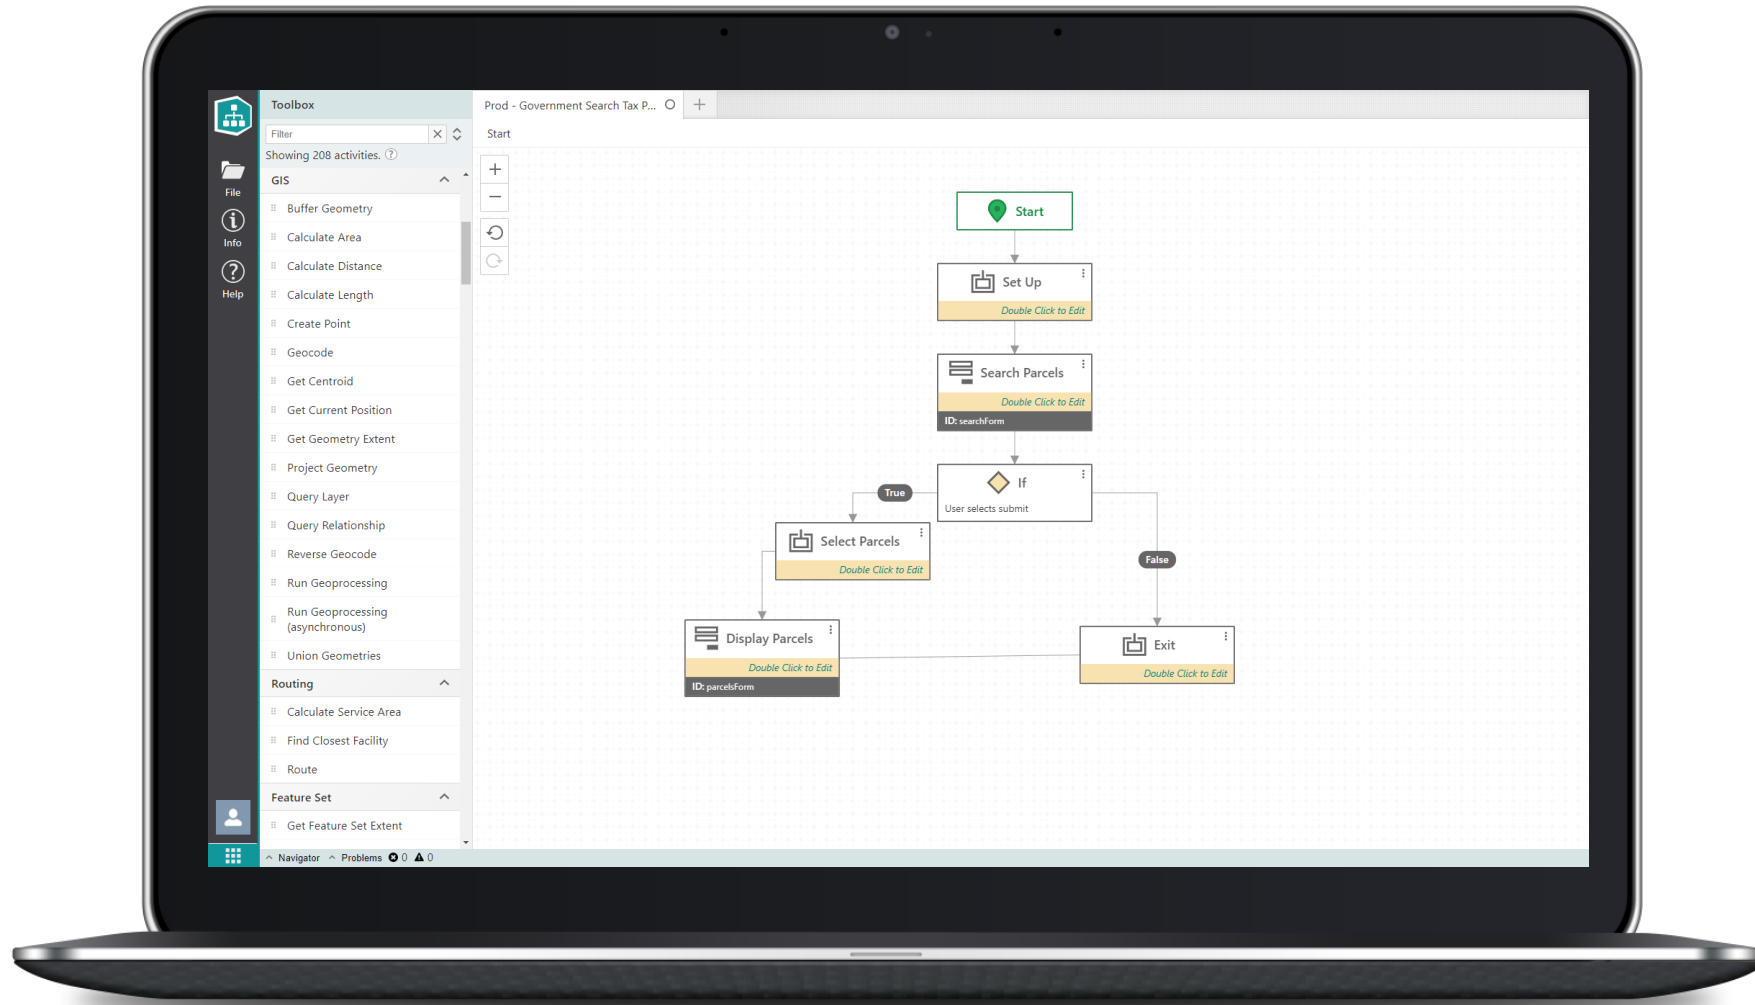 File
Info
Help
Toolbox
Filter
Showing 208 activities.
GIS
Buffer Geometry
Calculate Area
Calculate Distance
Calculate Length
Create Point
Geocode
Get Centroid
Get Current Position
Get Geometry Extent
Project Geometry
Query Layer
Query Relationship
Reverse Geocode
Run Geoprocessing
Run Geoprocessing
(asynchronous)
Union Geometries
Routing
Calculate Service Area
Find Closest Facility
Route
Feature Set
Get Feature Set Extent
Navigator Problems 0 0
Prod - Government Search Tax P...
Start
Start
Set Up
Double Click to Edit
Search Parcels
Double Click to Edit
ID: searchForm
If
User selects submit
True
False
Select Parcels
Double Click to Edit
Display Parcels
Double Click to Edit
ID: parcelsForm
Exit
Double Click to Edit